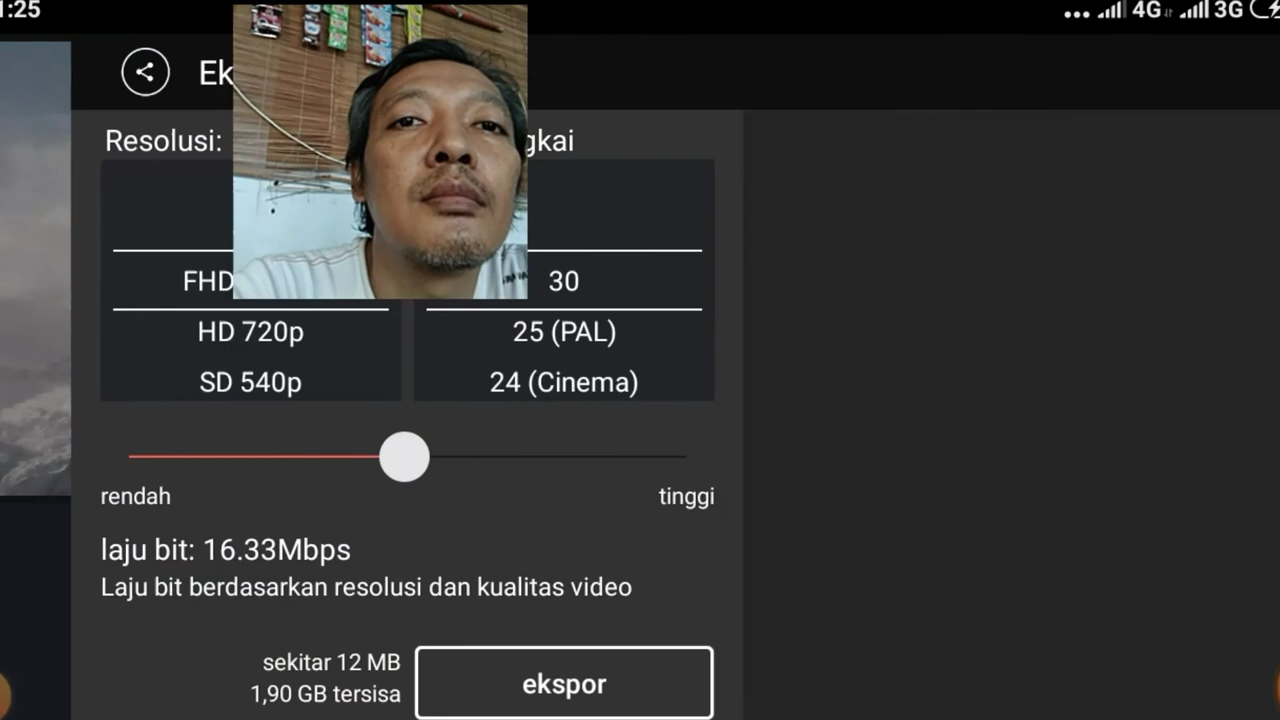 1:25
4G 3G
Ek
Resolusi: gkai
FHD 30
HD 720p 25 (PAL)
SD 540p 24 (Cinema)
rendah tinggi
laju bit: 16.33Mbps
Laju bit berdasarkan resolusi dan kualitas video
sekitar 12 MB
1,90 GB tersisa
ekspor